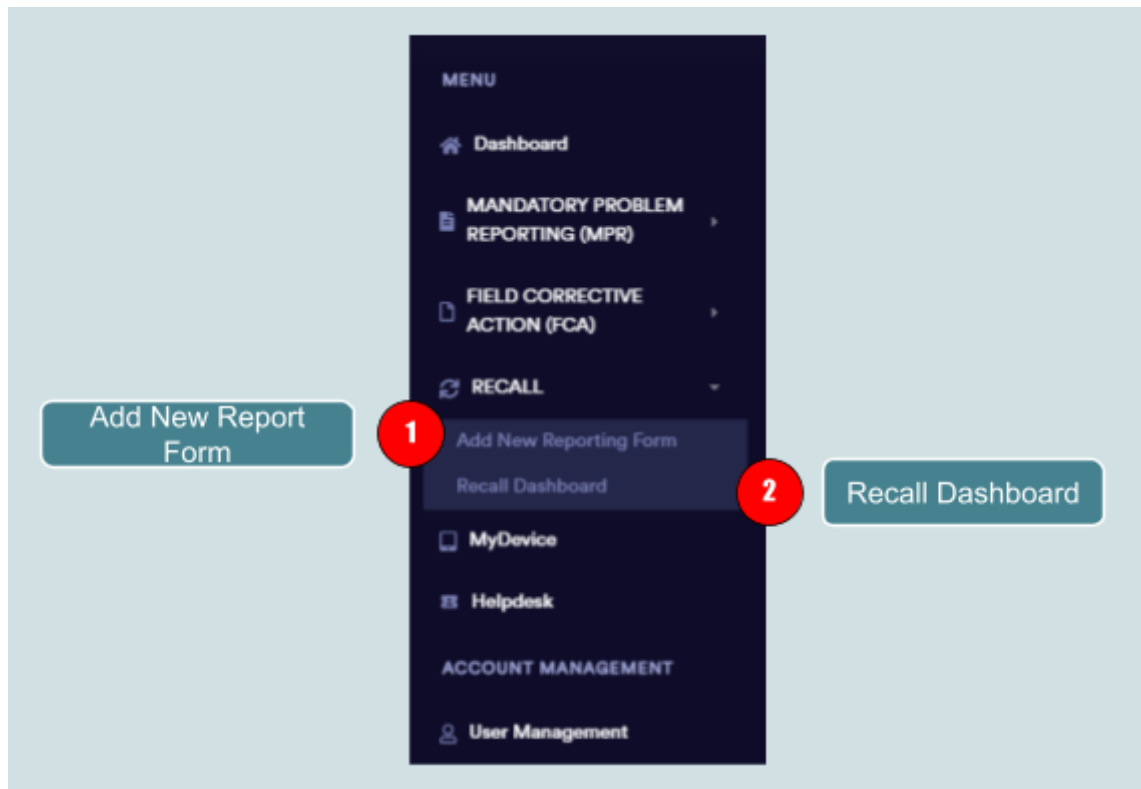 MENU
Dashboard
MANDATORY PROBLEM
REPORTING (MPR)
FIELD CORRECTIVE
ACTION (FCA)
RECALL
Add New Report
Form
1
Add New Reporting Form
Recall Dashboard
2
Recall Dashboard
MyDevice
Helpdesk
ACCOUNT MANAGEMENT
User Management